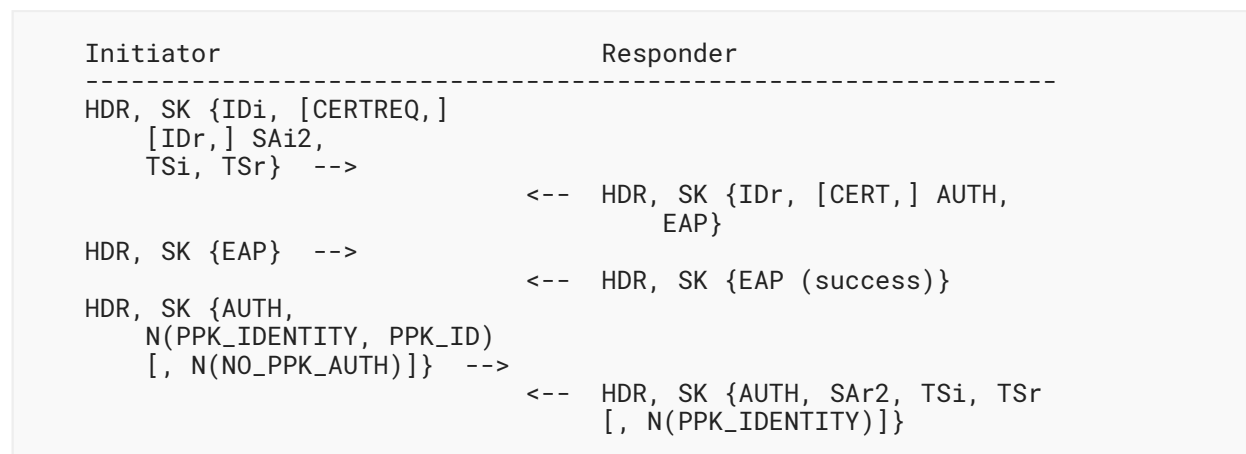 Initiator                         Responder
----------------------------------------------------------------
HDR, SK {IDi, [CERTREQ,]
    [IDr,] SAi2,
    TSi, TSr}  -->
                             <--  HDR, SK {IDr, [CERT,] AUTH,
                                      EAP}
HDR, SK {EAP}  -->
                             <--  HDR, SK {EAP (success)}
HDR, SK {AUTH,
    N(PPK_IDENTITY, PPK_ID)
    [, N(NO_PPK_AUTH)]}  -->
                             <--  HDR, SK {AUTH, SAr2, TSi, TSr
                                  [, N(PPK_IDENTITY)]}